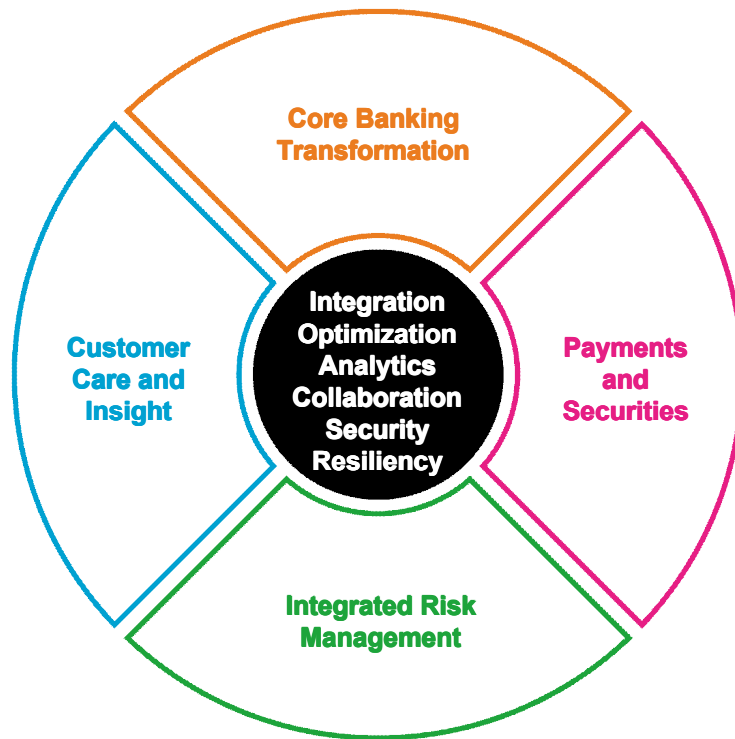 Core Banking
Transformation
Customer
Care and
Insight
Integration
Optimization
Analytics
Collaboration
Security
Resiliency
Payments
and
Securities
Integrated Risk
Management